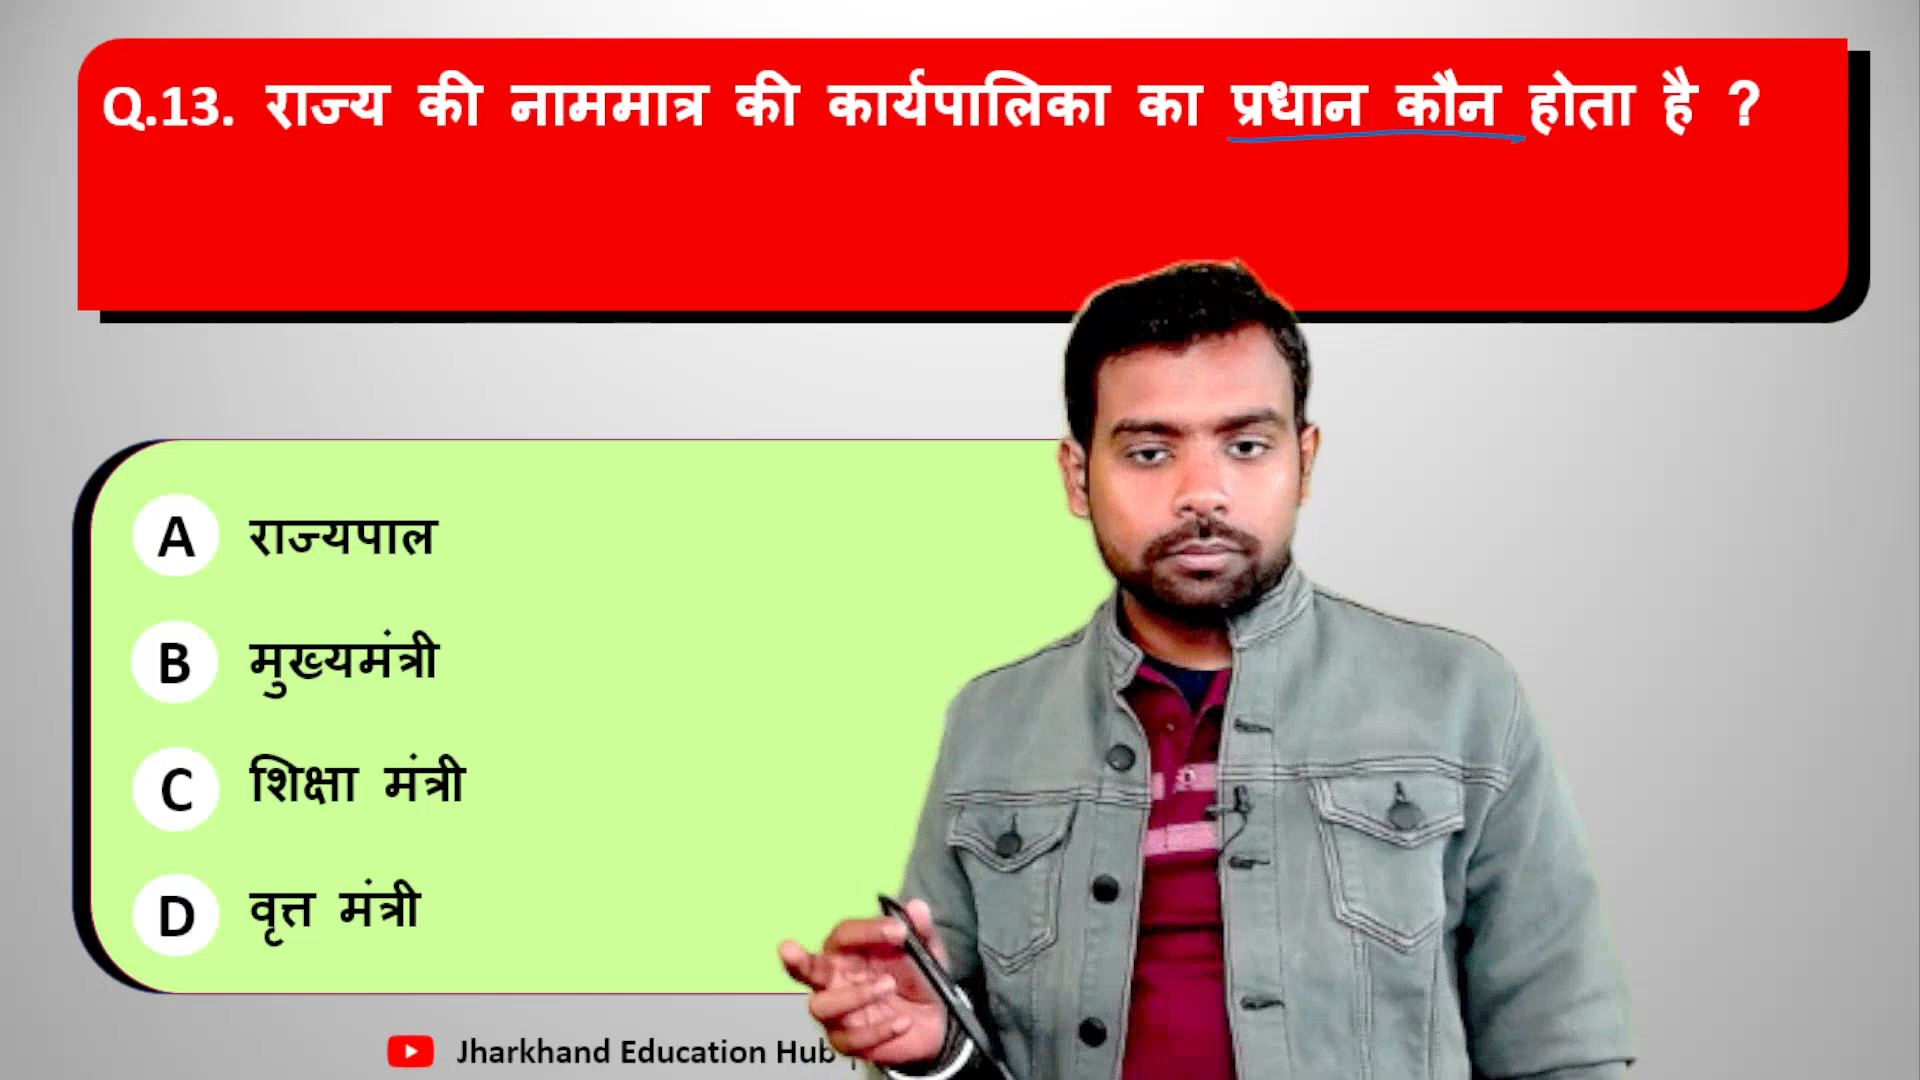 Q.13. राज्य की नाममात्र की कार्यपालिका का प्रधान कौन होता है ?
A राज्यपाल
B मुख्यमंत्री
C शिक्षा मंत्री
D वृत्त मंत्री
Jharkhand Education Hub